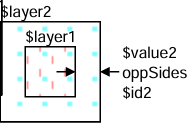 $layer2
$layer1
$value2
oppSides
$id2